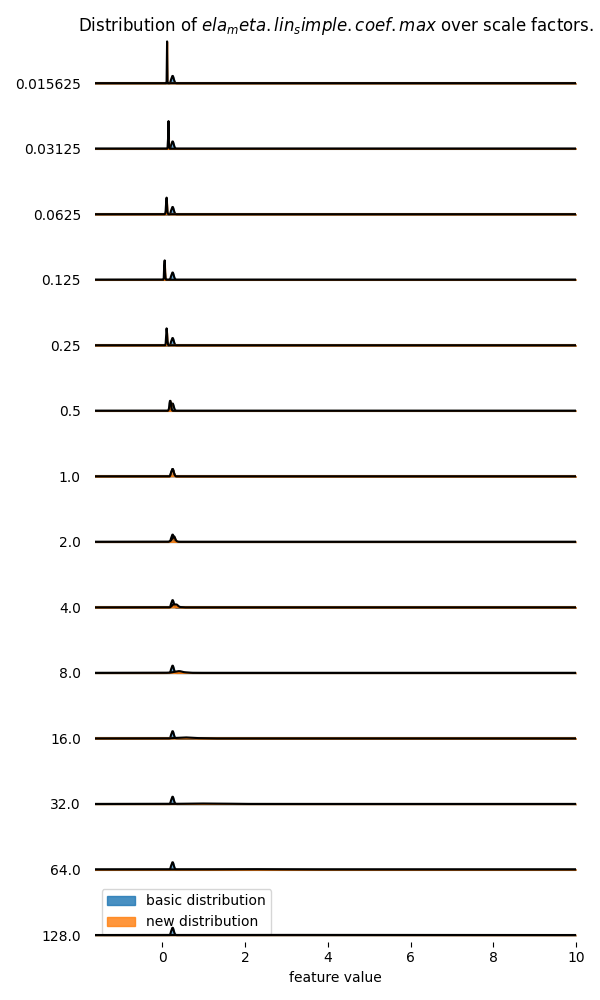 Distribution of elaₘeta.linₛimple.coef.max over scale factors.
0.015625
0.03125
0.0625
0.125
0.25
0.5
1.0
2.0
4.0
8.0
16.0
32.0
64.0
basic distribution
new distribution
128.0
0 2 4 6 8 10
feature value